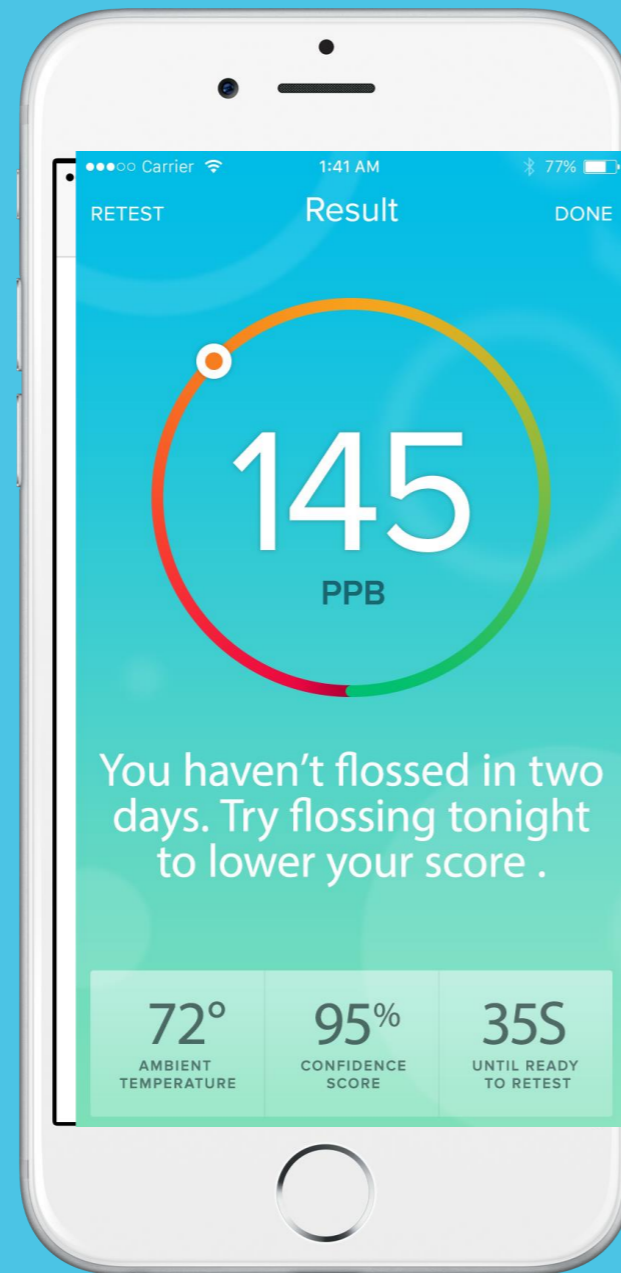 ●●●○○ Carrier 1:41 AM 77%
RETEST Result DONE
145
PPB
You haven't flossed in two
days. Try flossing tonight
to lower your score .
72° 95% 35S
AMBIENT CONFIDENCE UNTIL READY
TEMPERATURE SCORE TO RETEST